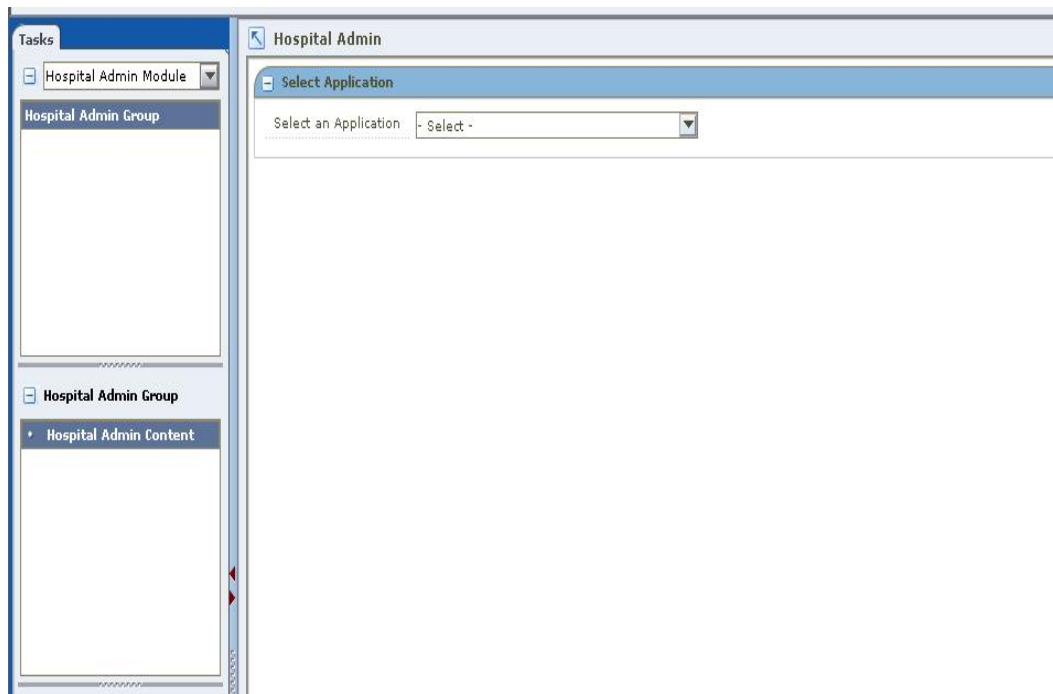 Tasks
Hospital Admin Module
Hospital Admin Group
Hospital Admin Group
Hospital Admin Content
Hospital Admin
Select Application
Select an Application - Select -